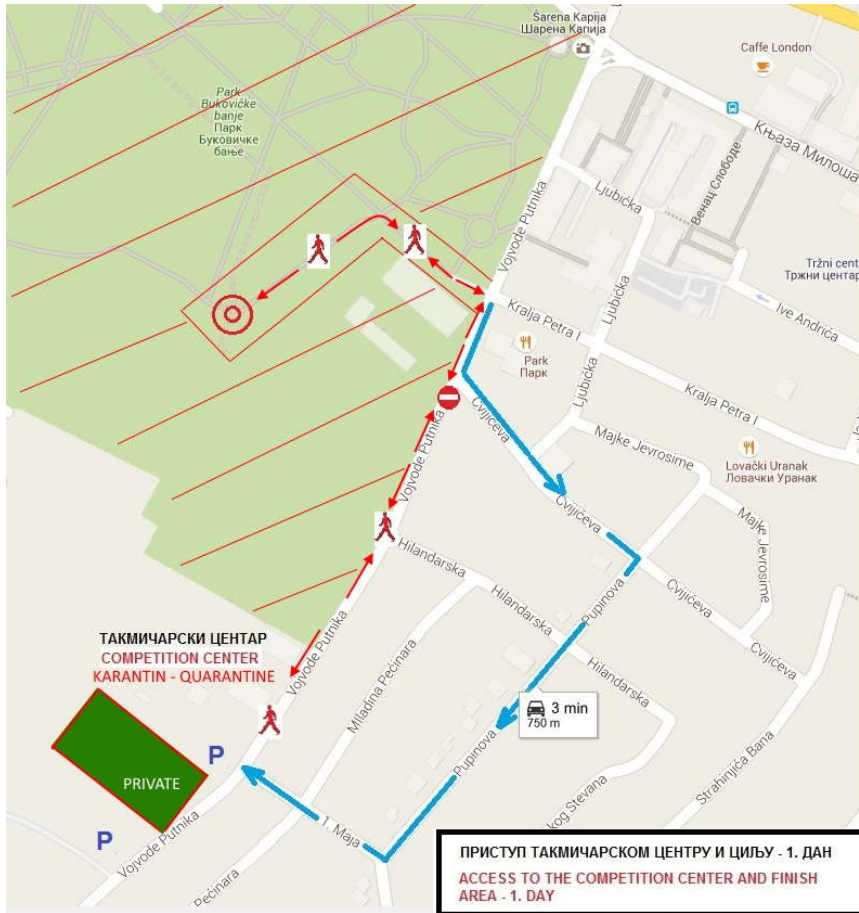 Šarena Kapija
Шарена Капија
Caffe London
Park
Bukovičke
banje
Парк
Буковичке
бање
Књаза Милоша
Ljubička
Венац Слободе
Vojvode Putnika
Ljubička
Tržni cent
Тржни центар
Ive Andrića
Kralja Petra I
Park
Парк
Ljubička
Kralja Petra I
Cvijićeva
Majke Jevrosime
Lovački Uranak
Ловачки Уранак
Vojvode Putnika
Cvijićeva
Majke Jevrosime
Hilandarska
Hilandarska
Pupinova
Cvijićeva
Cvijićeva
ТАКМИЧАРСКИ ЦЕНТАР
COMPETITION CENTER
KARANTIN - QUARANTINE
Vojvode Putnika
Miladina Pećinara
Hilandarska
3 min
750 m
Strahinjića Bana
P
PRIVATE
Pupinova
kog Stevana
1. Maja
P
Vojvode Putnika
Pećinara
ПРИСТУП ТАКМИЧАРСКОМ ЦЕНТРУ И ЦИЉУ - 1. ДАН
ACCESS TO THE COMPETITION CENTER AND FINISH
AREA - 1. DAY